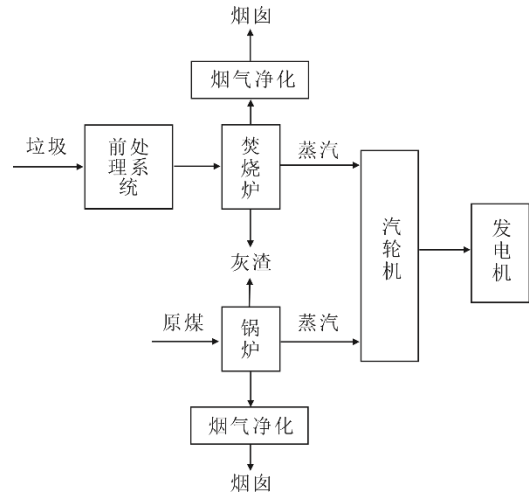 烟囱
烟气净化
垃圾
前处
理系
统
焚
烧
炉
蒸汽
汽
轮
机
发
电
机
灰渣
原煤
锅
炉
蒸汽
烟气净化
烟囱